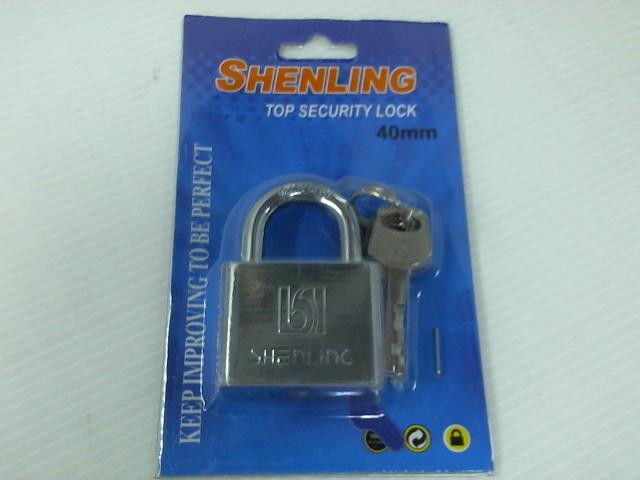 SHENLING
TOP SECURITY LOCK
40mm
KEEP IMPROVING TO BE PERFECT
SHENLING